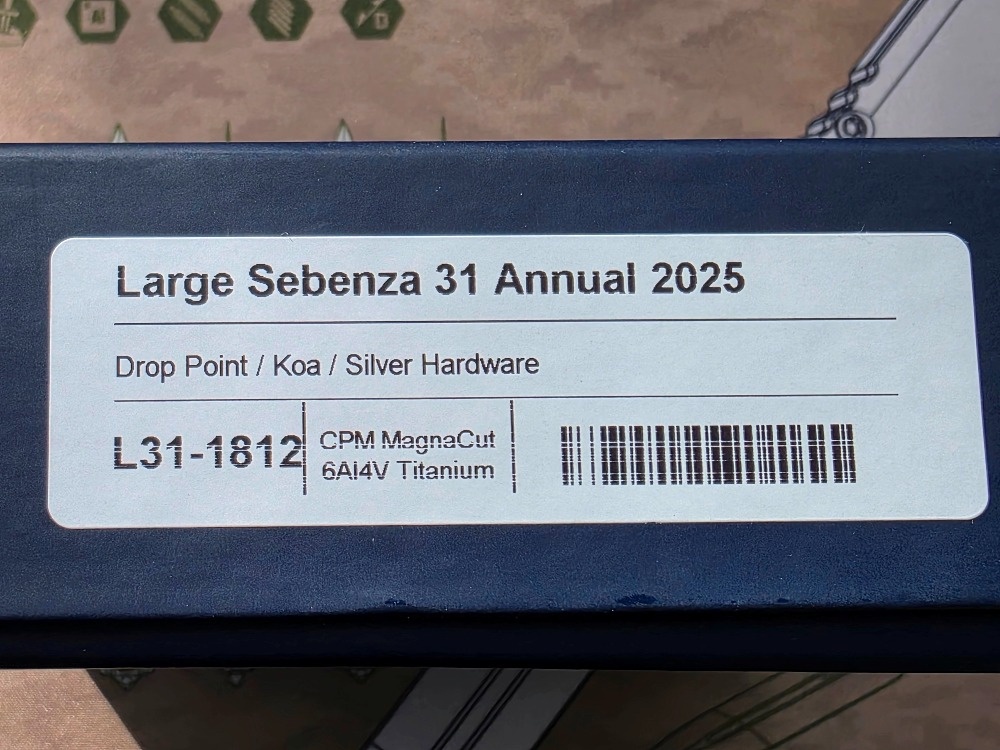 Large Sebenza 31 Annual 2025
Drop Point / Koa / Silver Hardware
L31-1812
CPM MagnaCut
6Al4V Titanium